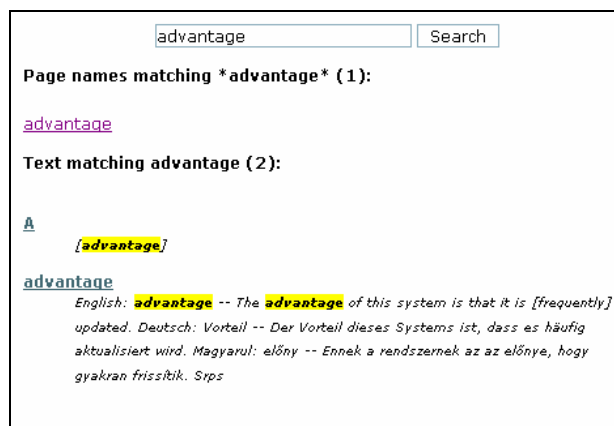 advantage Search
Page names matching *advantage* (1):
advantage
Text matching advantage (2):
A
[advantage]
advantage
English: advantage -- The advantage of this system is that it is [frequently]
updated. Deutsch: Vorteil -- Der Vorteil dieses Systems ist, dass es häufig
aktualisiert wird. Magyarul: előny -- Ennek a rendszernek az az előnye, hogy
gyakran frissítik. Srps